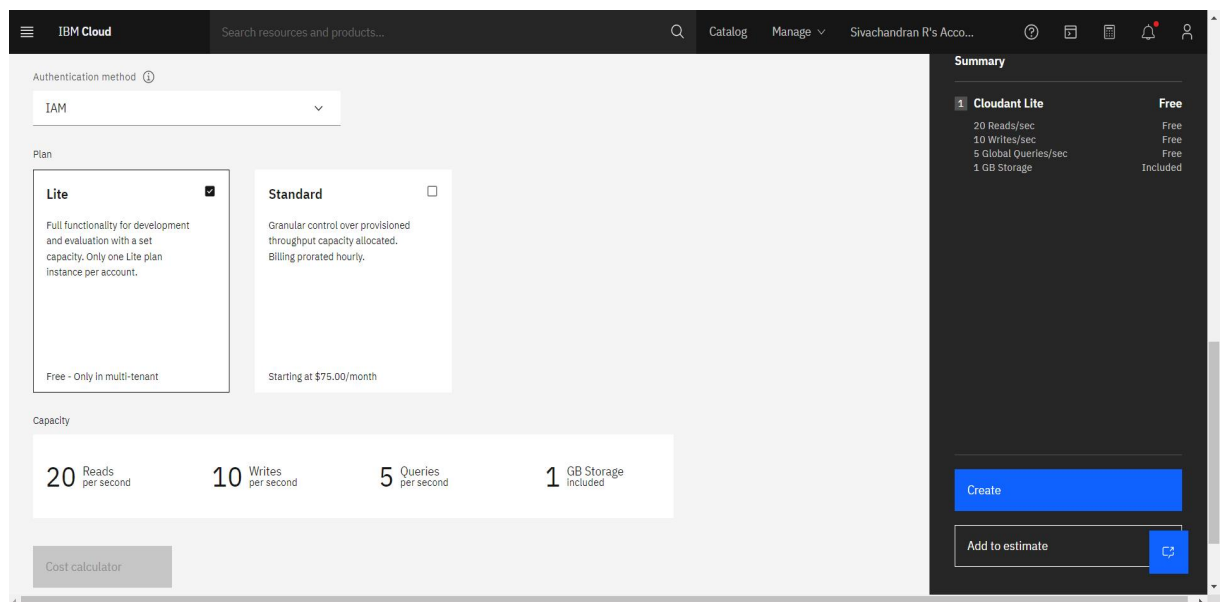 IBM Cloud
Search resources and products...
Catalog
Manage
Sivachandran R's Acco...
Authentication method
IAM
Plan
Lite
Full functionality for development
and evaluation with a set
capacity. Only one Lite plan
instance per account.
Free - Only in multi-tenant
Standard
Granular control over provisioned
throughput capacity allocated.
Billing prorated hourly.
Starting at $75.00/month
Capacity
20 Reads
per second
10 Writes
per second
5 Queries
per second
1 GB Storage
included
Cost calculator
Summary
1 Cloudant Lite Free
20 Reads/sec Free
10 Writes/sec Free
5 Global Queries/sec Free
1 GB Storage Included
Create
Add to estimate